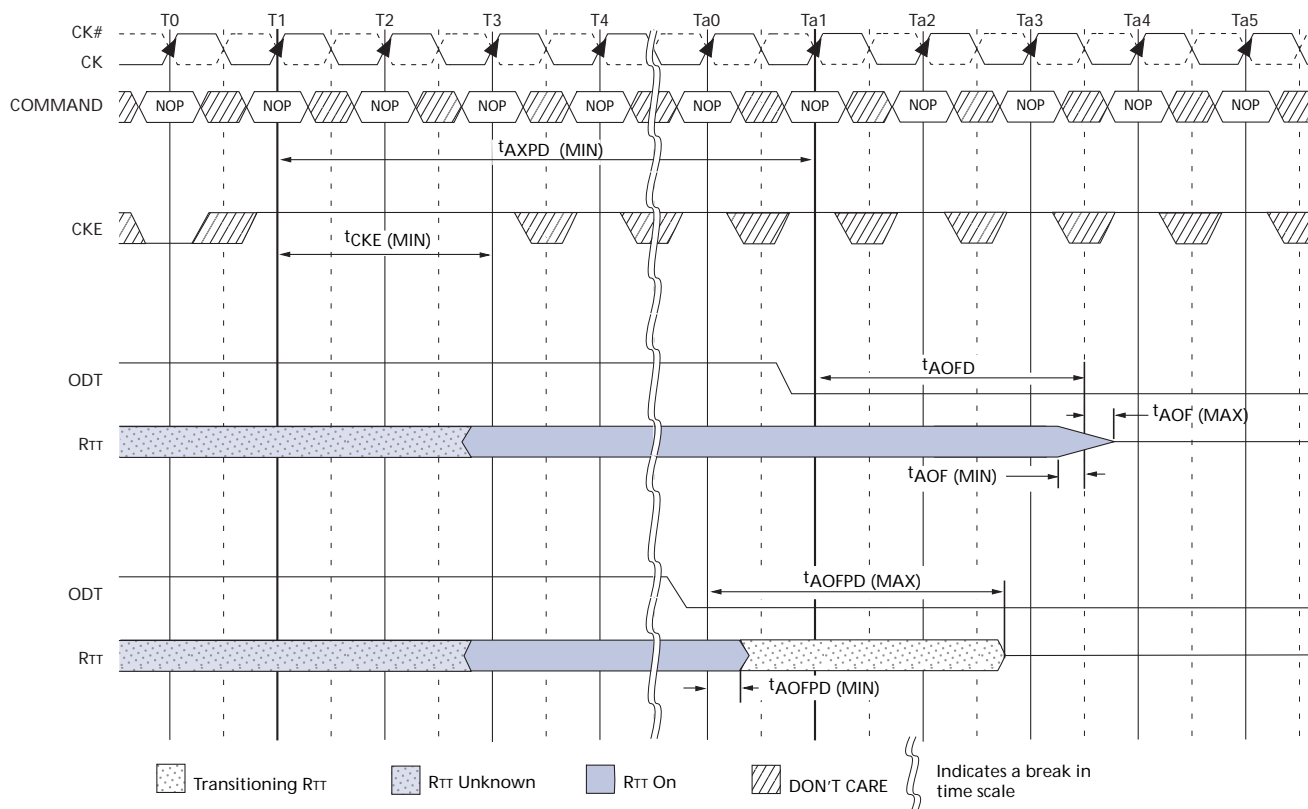 T0 T1 T2 T3 T4 Ta0 Ta1 Ta2 Ta3 Ta4 Ta5
CK#
CK
COMMAND NOP NOP NOP NOP NOP NOP NOP NOP NOP NOP NOP
tAXPD (MIN)
CKE
tCKE (MIN)
ODT
tAOFD
tAOF (MAX)
RTT
tAOF (MIN)
ODT
tAOFPD (MAX)
RTT
tAOFPD (MIN)
Transitioning RTT
RTT Unknown
RTT On
DON'T CARE
Indicates a break in
time scale